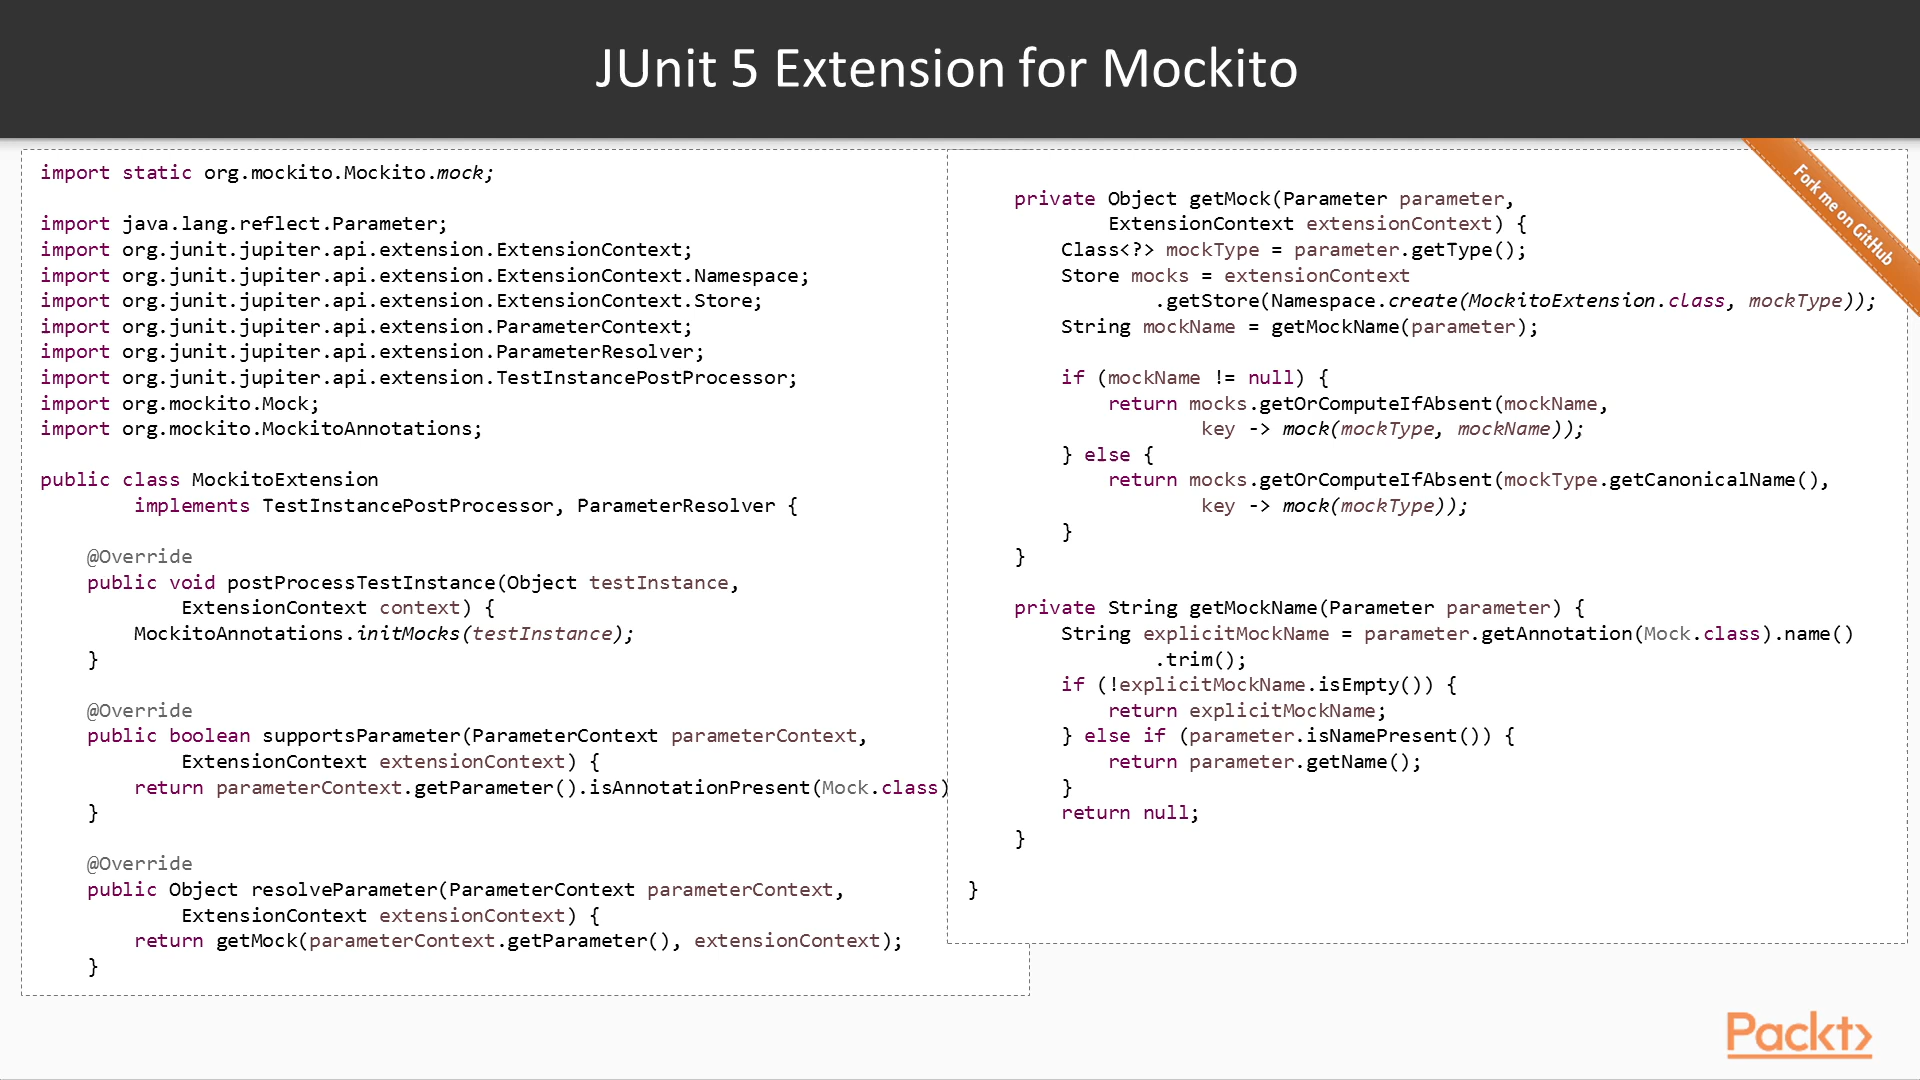 JUnit 5 Extension for Mockito
import static org.mockito.Mockito.mock;
import java.lang.reflect.Parameter;
import org.junit.jupiter.api.extension.ExtensionContext;
import org.junit.jupiter.api.extension.ExtensionContext.Namespace;
import org.junit.jupiter.api.extension.ExtensionContext.Store;
import org.junit.jupiter.api.extension.ParameterContext;
import org.junit.jupiter.api.extension.ParameterResolver;
import org.junit.jupiter.api.extension.TestInstancePostProcessor;
import org.mockito.Mock;
import org.mockito.MockitoAnnotations;
public class MockitoExtension
implements TestInstancePostProcessor, ParameterResolver {
@Override
public void postProcessTestInstance(Object testInstance,
ExtensionContext context) {
MockitoAnnotations.initMocks(testInstance);
}
@Override
public boolean supportsParameter(ParameterContext parameterContext,
ExtensionContext extensionContext) {
return parameterContext.getParameter().isAnnotationPresent(Mock.class)
}
@Override
public Object resolveParameter(ParameterContext parameterContext,
ExtensionContext extensionContext) {
return getMock(parameterContext.getParameter(), extensionContext);
}
private Object getMock(Parameter parameter,
ExtensionContext extensionContext) {
Class<?> mockType = parameter.getType();
Store mocks = extensionContext
.getStore(Namespace.create(MockitoExtension.class, mockType));
String mockName = getMockName(parameter);
if (mockName != null) {
return mocks.getOrComputeIfAbsent(mockName,
key -> mock(mockType, mockName));
} else {
return mocks.getOrComputeIfAbsent(mockType.getCanonicalName(),
key -> mock(mockType));
}
}
private String getMockName(Parameter parameter) {
String explicitMockName = parameter.getAnnotation(Mock.class).name()
.trim();
if (!explicitMockName.isEmpty()) {
return explicitMockName;
} else if (parameter.isNamePresent()) {
return parameter.getName();
}
return null;
}
}
Fork me on GitHub
Packt>